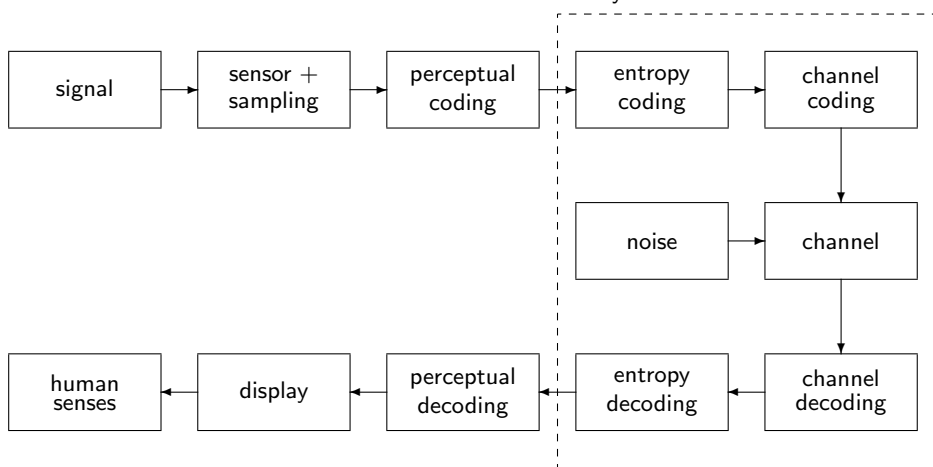 signal
sensor +
sampling
perceptual
coding
entropy
coding
channel
coding
noise
channel
human
senses
display
perceptual
decoding
entropy
decoding
channel
decoding